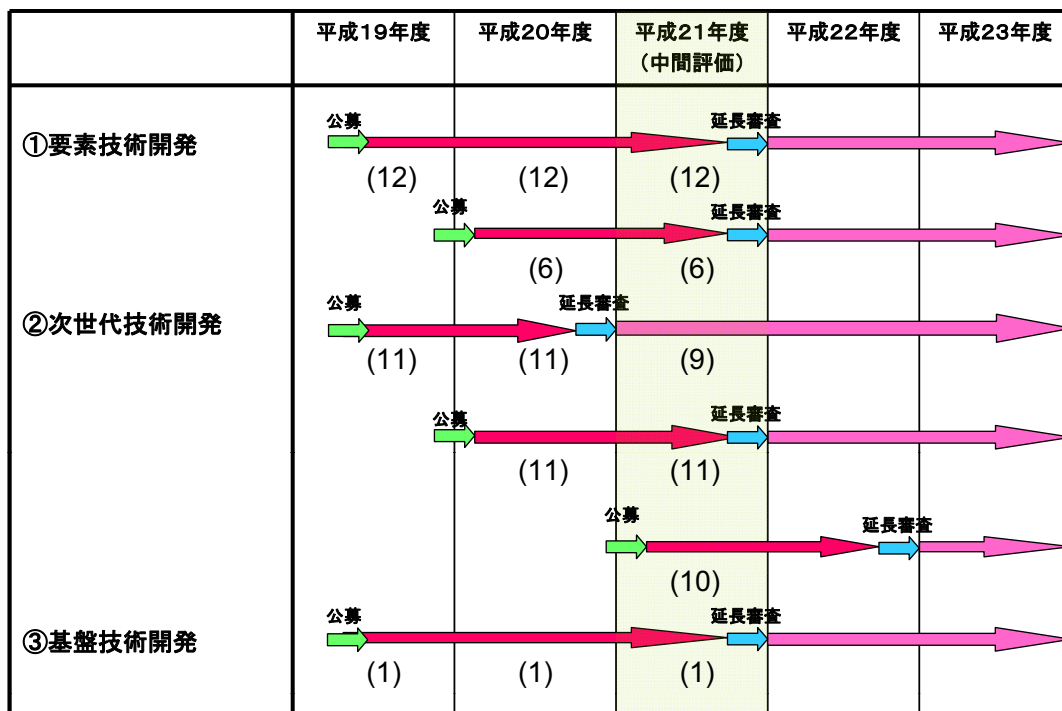 平成19年度
平成20年度
平成21年度
(中間評価)
平成22年度
平成23年度
①要素技術開発
公募
延長審査
(12)
(12)
(12)
公募
延長審査
(6)
(6)
②次世代技術開発
公募
延長審査
(11)
(11)
(9)
公募
延長審査
(11)
(11)
公募
延長審査
(10)
③基盤技術開発
公募
延長審査
(1)
(1)
(1)